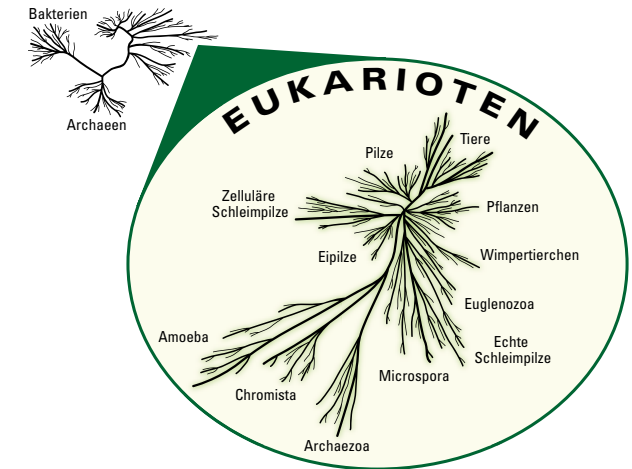 Bakterien
Archaeen
EUKARIOTEN
Tiere
Pilze
Zelluläre
Schleimpilze
Pflanzen
Eipilze
Wimpertierchen
Euglenozoa
Amoeba
Echte
Schleimpilze
Microspora
Chromista
Archaezoa